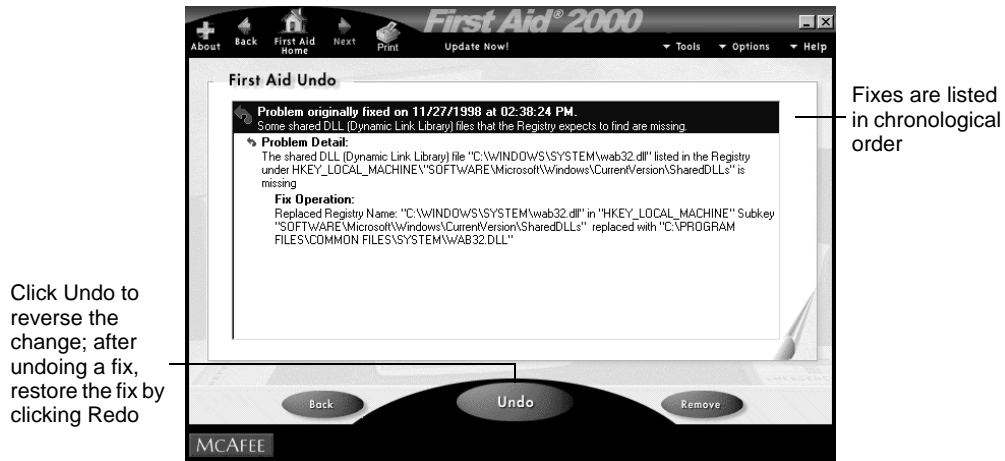 First Aid® 2000
About
Back
First Aid
Home
Next
Print
Update Now!
Tools
Options
Help
First Aid Undo
Problem originally fixed on 11/27/1998 at 02:38:24 PM.
Some shared DLL (Dynamic Link Library) files that the Registry expects to find are missing.
Problem Detail:
The shared DLL (Dynamic Link Library) file "C:\WINDOWS\SYSTEM\wab32.dll" listed in the Registry
under HKEY_LOCAL_MACHINE\"SOFTWARE\Microsoft\Windows\CurrentVersion\SharedDLLs" is
missing
Fix Operation:
Replaced Registry Name: "C:\WINDOWS\SYSTEM\wab32.dll" in "HKEY_LOCAL_MACHINE" Subkey
"SOFTWARE\Microsoft\Windows\CurrentVersion\SharedDLLs" replaced with "C:\PROGRAM
FILES\COMMON FILES\SYSTEM\WAB32.DLL"
Fixes are listed
in chronological
order
Click Undo to
reverse the
change; after
undoing a fix,
restore the fix by
clicking Redo
Back
Undo
Remove
MCAFEE